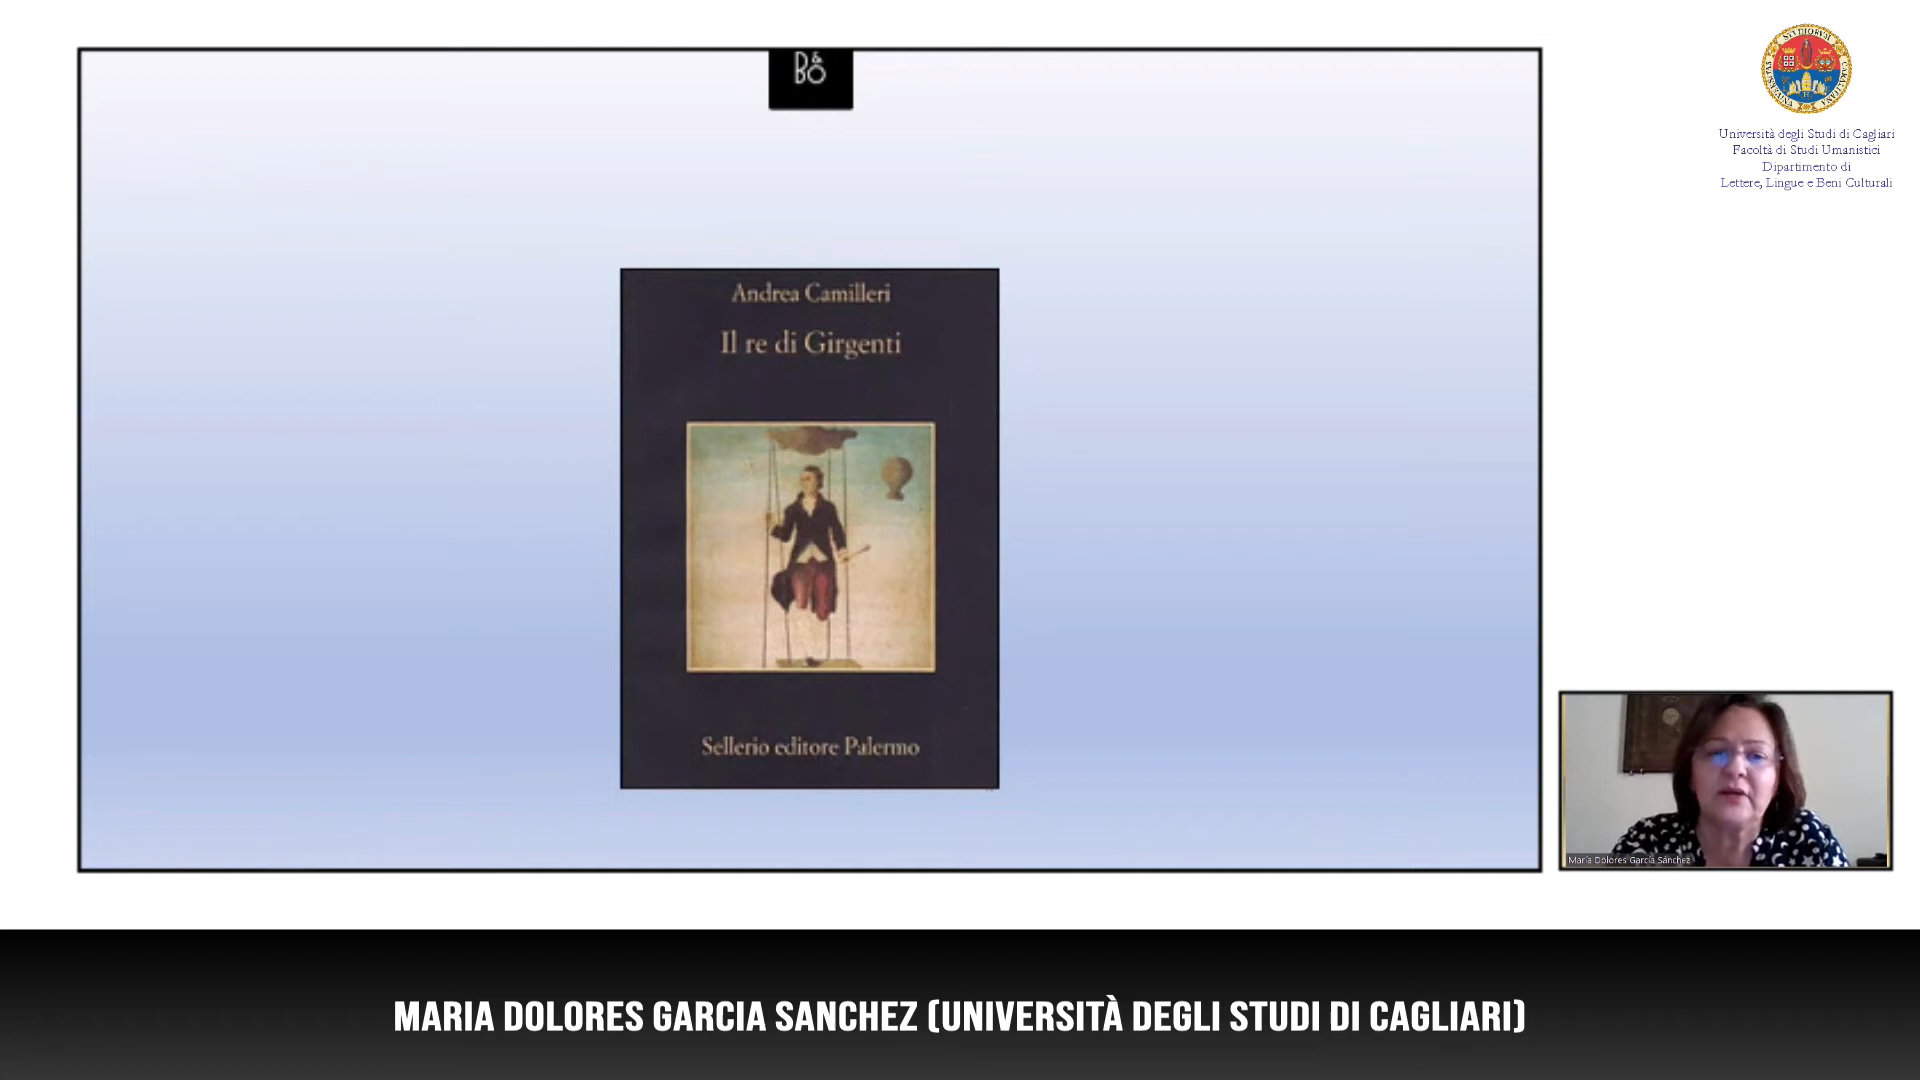 D&
BO
Andrea Camilleri
Il re di Girgenti
Sellerio editore Palermo
Università degli Studi di Cagliari
Facoltà di Studi Umanistici
Dipartimento di
Lettere, Lingue e Beni Culturali
María Dolores García Sánchez
MARIA DOLORES GARCIA SANCHEZ (UNIVERSITÀ DEGLI STUDI DI CAGLIARI)